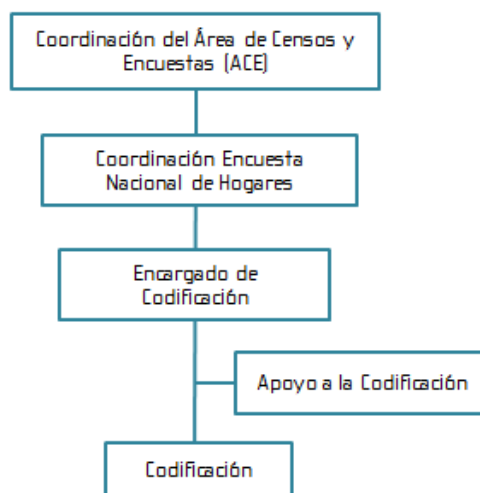 Coordinación del Área de Censos y
Encuestas (ACE)
Coordinación Encuesta
Nacional de Hogares
Encargado de
Codificación
Apoyo a la Codificación
Codificación